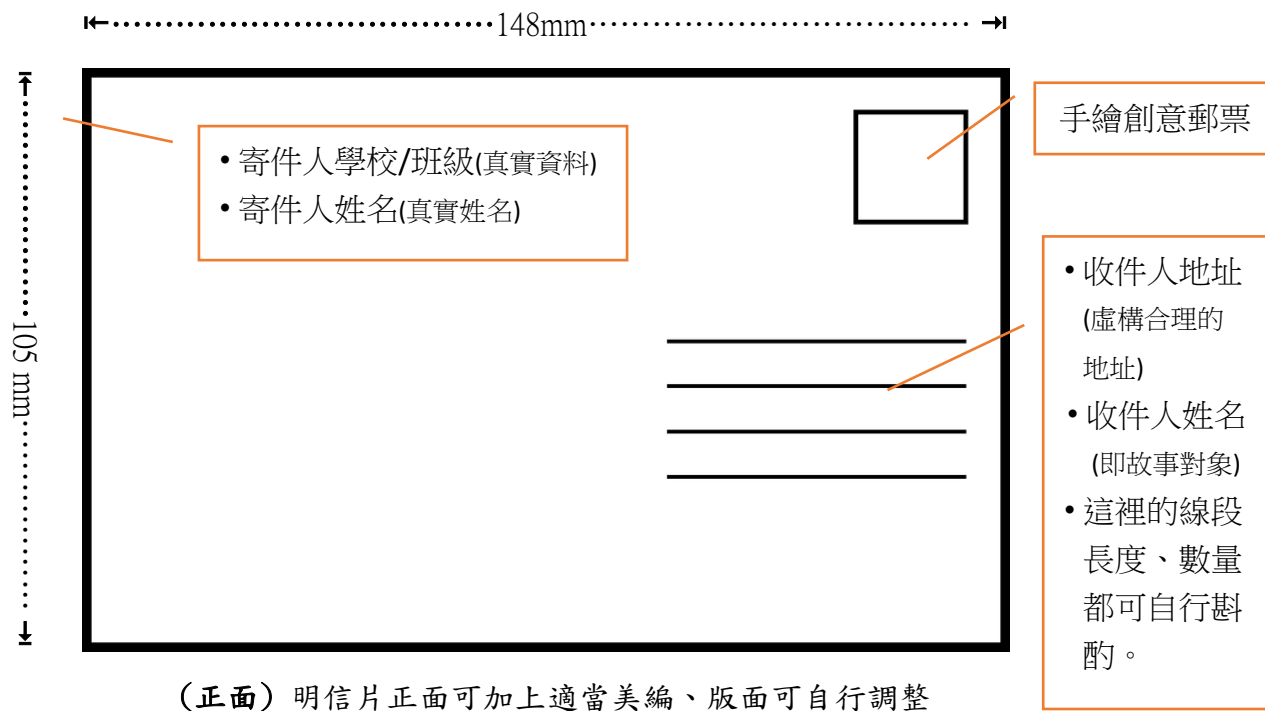 148mm
105 mm
• 寄件人學校/班級(真實資料)
• 寄件人姓名(真實姓名)
手繪創意郵票
• 收件人地址
(虛構合理的
地址)
• 收件人姓名
(即故事對象)
• 這裡的線段
長度、數量
都可自行斟
酌。
（正面）明信片正面可加上適當美編、版面可自行調整